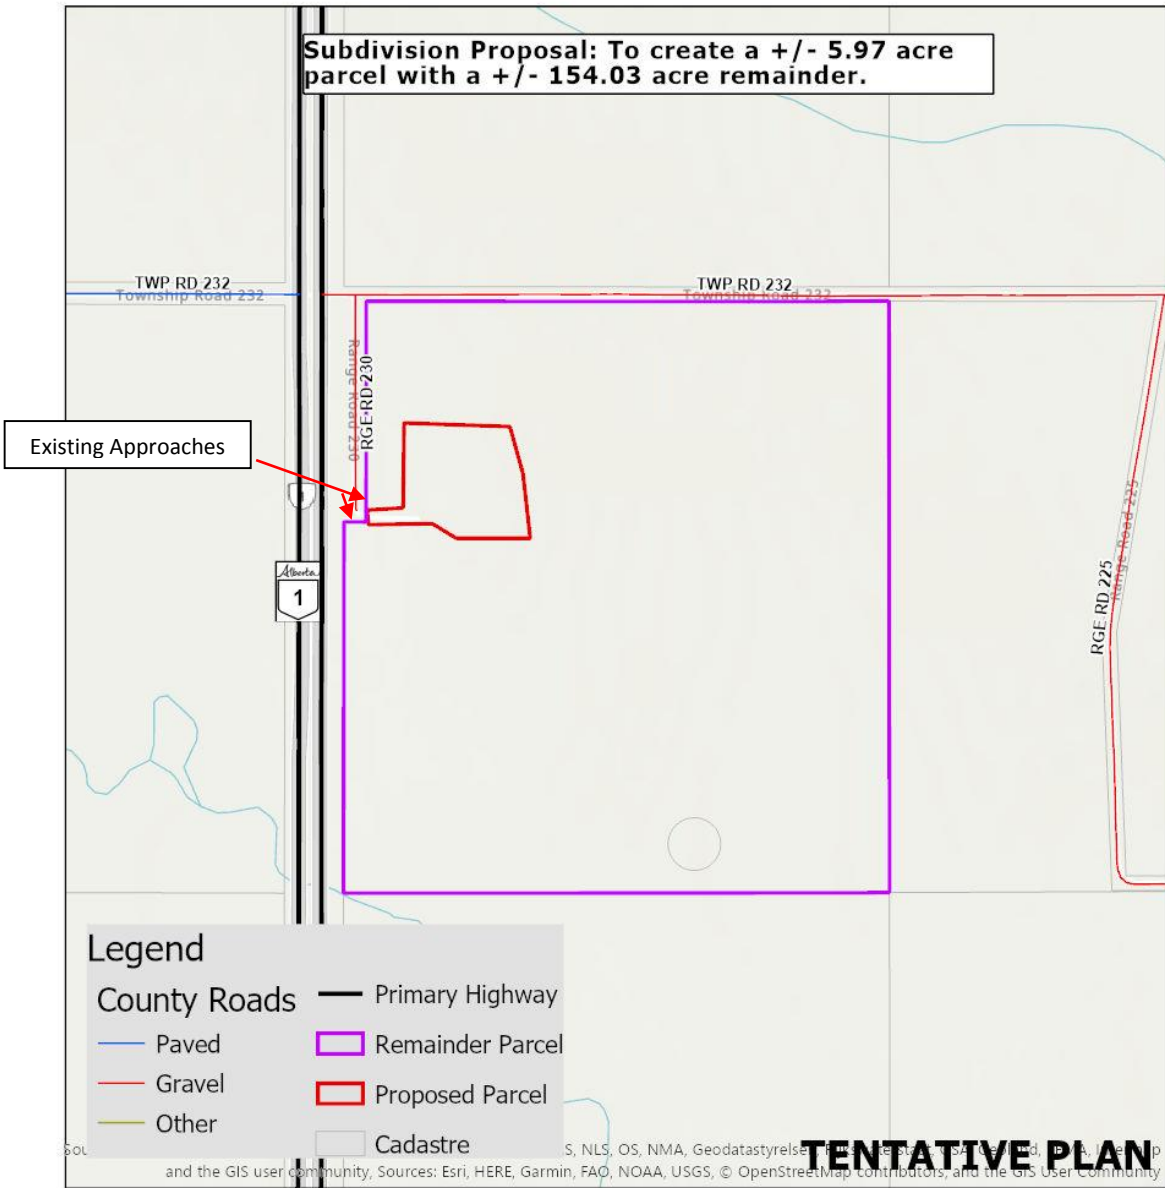 Subdivision Proposal: To create a +/- 5.97 acre
parcel with a +/- 154.03 acre remainder.
TWP RD 232
Township Road 232
TWP RD 232
Township Road 232
Range Road 230
RGE RD 230
Existing Approaches
1
Alberta
1
RGE RD 225
Range Road 225
Legend
County Roads
Paved
Gravel
Other
Primary Highway
Remainder Parcel
Proposed Parcel
Cadastre
TENTATIVE PLAN
S, NLS, OS, NMA, Geodatastyrelsen,
and the GIS user community, Sources: Esri, HERE, Garmin, FAO, NOAA, USGS, © OpenStreetMap contributors, and the GIS User Community